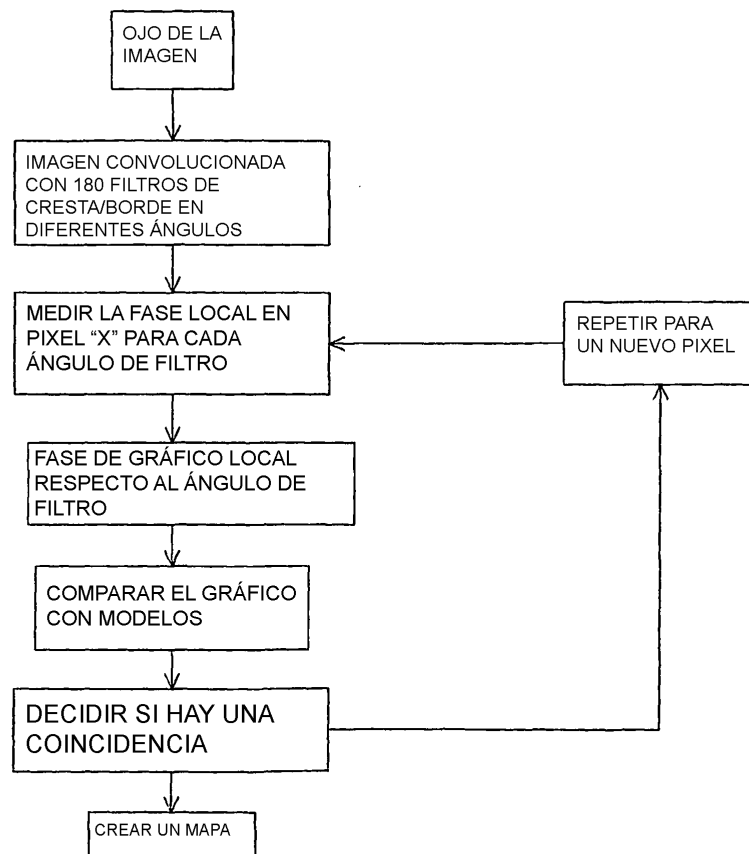 OJO DE LA
IMAGEN
IMAGEN CONVOLUCIONADA
CON 180 FILTROS DE
CRESTA/BORDE EN
DIFERENTES ÁNGULOS
MEDIR LA FASE LOCAL EN
PIXEL “X” PARA CADA
ÁNGULO DE FILTRO
REPETIR PARA
UN NUEVO PIXEL
FASE DE GRÁFICO LOCAL
RESPECTO AL ÁNGULO DE
FILTRO
COMPARAR EL GRÁFICO
CON MODELOS
DECIDIR SI HAY UNA
COINCIDENCIA
CREAR UN MAPA